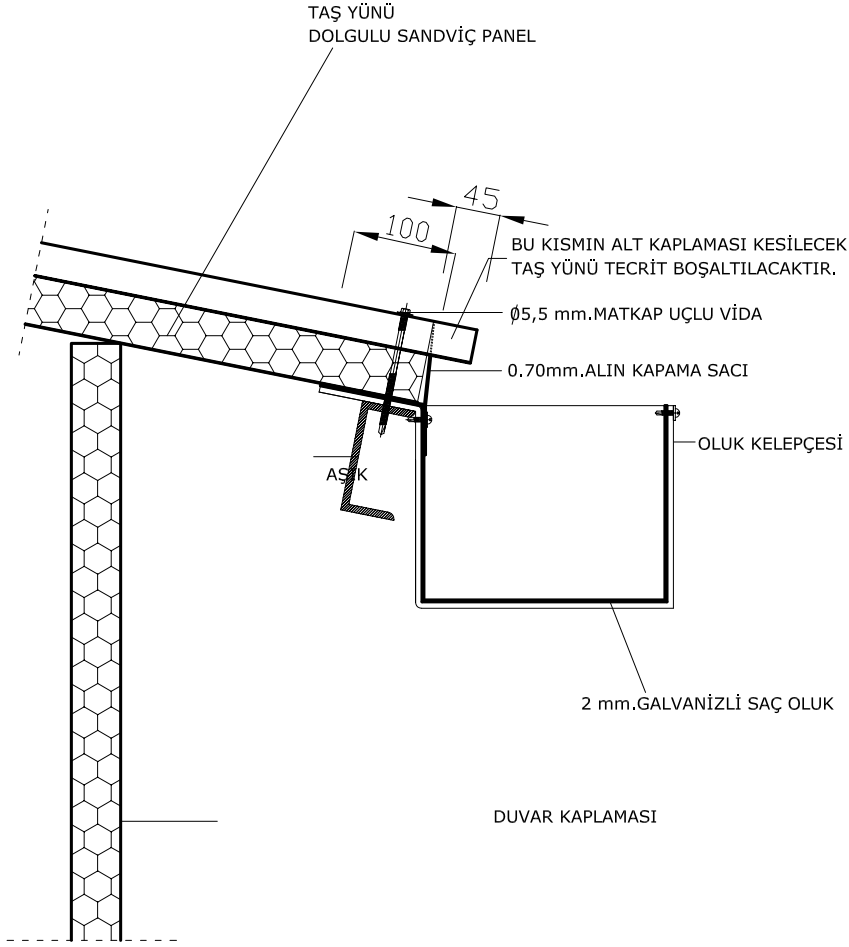 TAŞ YÜNÜ
DOLGULU SANDVİÇ PANEL
45
100
BU KISMIN ALT KAPLAMASI KESİLECEK
TAŞ YÜNÜ TECRİT BOŞALTILACAKTIR.
Ø5,5 mm.MATKAP UÇLU VİDA
0.70mm.ALIN KAPAMA SACI
OLUK KELEPÇESİ
AŞIK
2 mm.GALVANİZLİ SAÇ OLUK
DUVAR KAPLAMASI